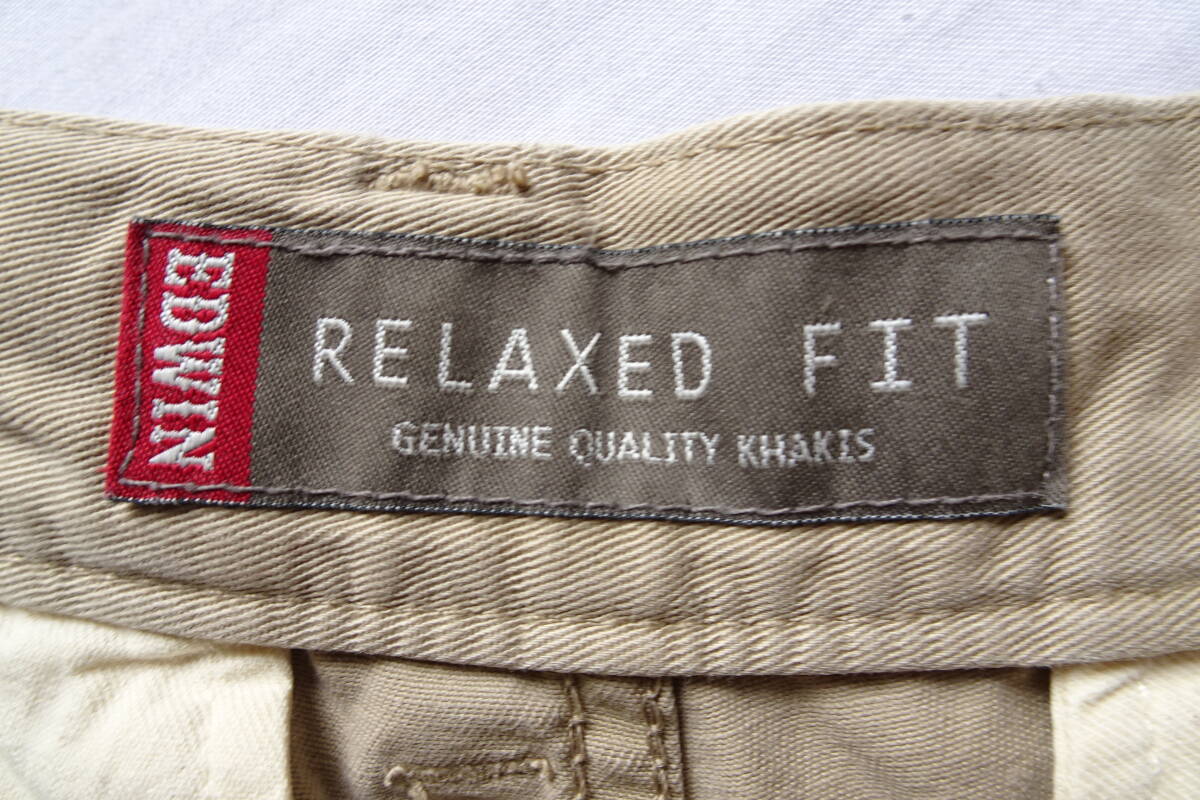 EDWIN
RELAXED FIT
GENUINE QUALITY KHAKIS